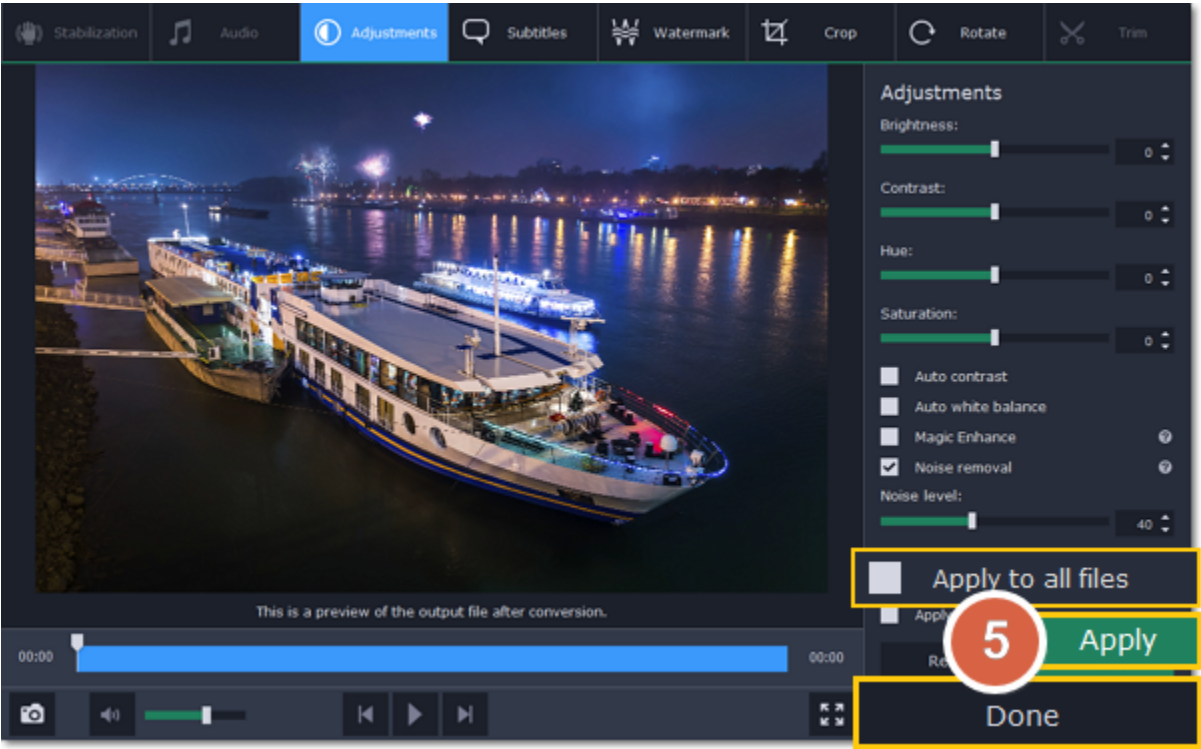 Stabilization
Audio
Adjustments
Subtitles
Watermark
Crop
Rotate
Trim
Adjustments
Brightness:
0
Contrast:
0
Hue:
0
Saturation:
0
Auto contrast
Auto white balance
Magic Enhance
Noise removal
Noise level:
40
Apply to all files
5
Apply
This is a preview of the output file after conversion.
00:00
00:00
Done